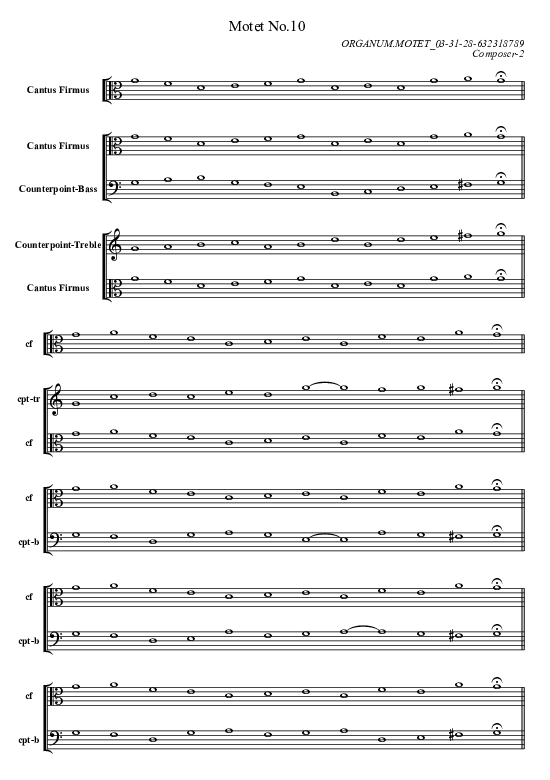 Motet No.10
ORGANUM.MOTET_03-31-28-632318789
Composer-2
Cantus Firmus
Cantus Firmus
Counterpoint-Bass
Counterpoint-Treble
Cantus Firmus
cf
cpt-tr
cf
cf
cpt-b
cf
cpt-b
cf
cpt-b